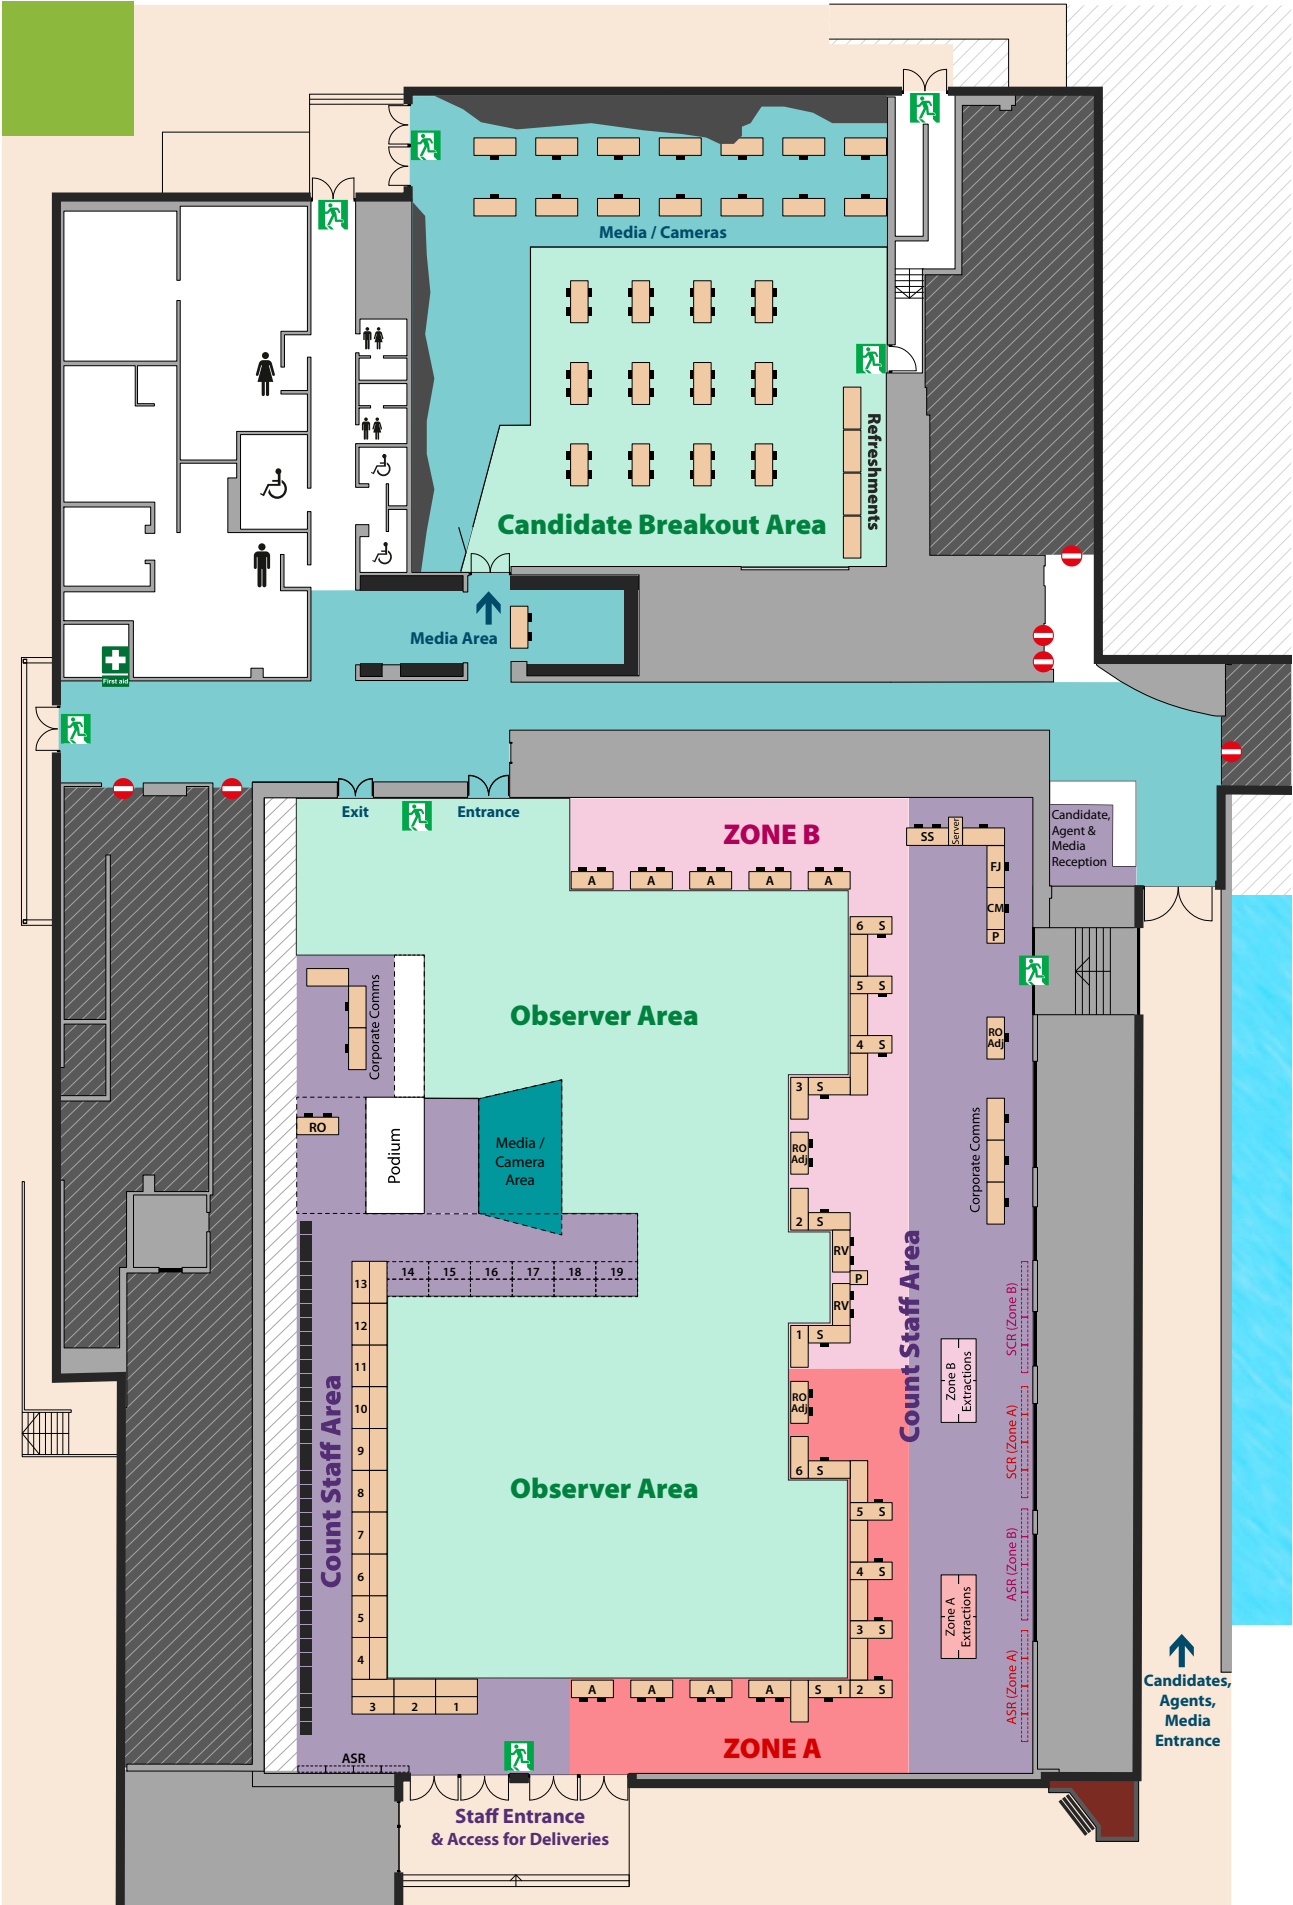 Media / Cameras
Refreshments
Candidate Breakout Area
Media Area
First aid
Exit
Entrance
ZONE B
SS
Server
FJ
CM
P
Candidate,
Agent &
Media
Reception
A
A
A
A
A
6 S
5 S
4 S
3 S
Corporate Comms
Observer Area
RO
Adj
RO
Podium
Media /
Camera
Area
RO
Adj
Corporate Comms
2 S
RV
P
RV
1 S
Count Staff Area
13
14
15
16
17
18
19
12
11
10
9
8
7
6
5
4
3
2
1
Count Staff Area
RO
Adj
6 S
5 S
4 S
3 S
Observer Area
Zone B
Extractions
Zone A
Extractions
SCR (Zone B)
SCR (Zone A)
ASR (Zone B)
ASR (Zone A)
A
A
A
A
S 1
2 S
ZONE A
ASR
Candidates,
Agents,
Media
Entrance
Staff Entrance
& Access for Deliveries